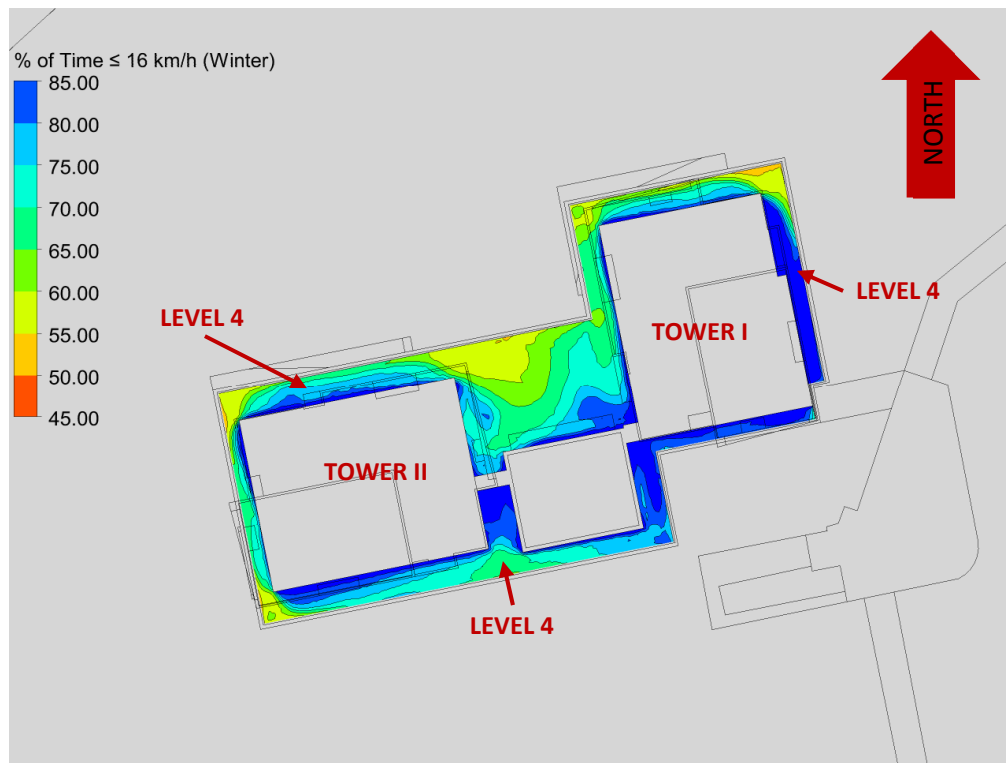 % of Time ≤ 16 km/h (Winter)
85.00
80.00
75.00
70.00
65.00
60.00
55.00
50.00
45.00
NORTH
LEVEL 4
TOWER I
LEVEL 4
TOWER II
LEVEL 4